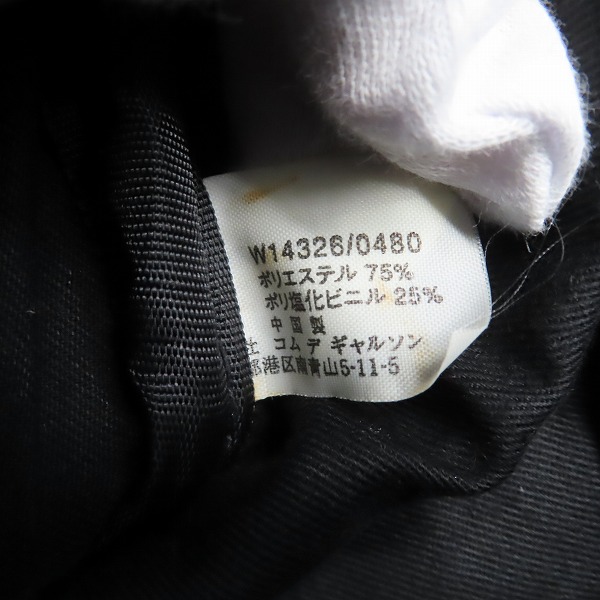 W14326/0480
ポリエステル 75%
ポリ塩化ビニル 25%
中国製
コム デ ギャルソン
港区南青山5-11-5